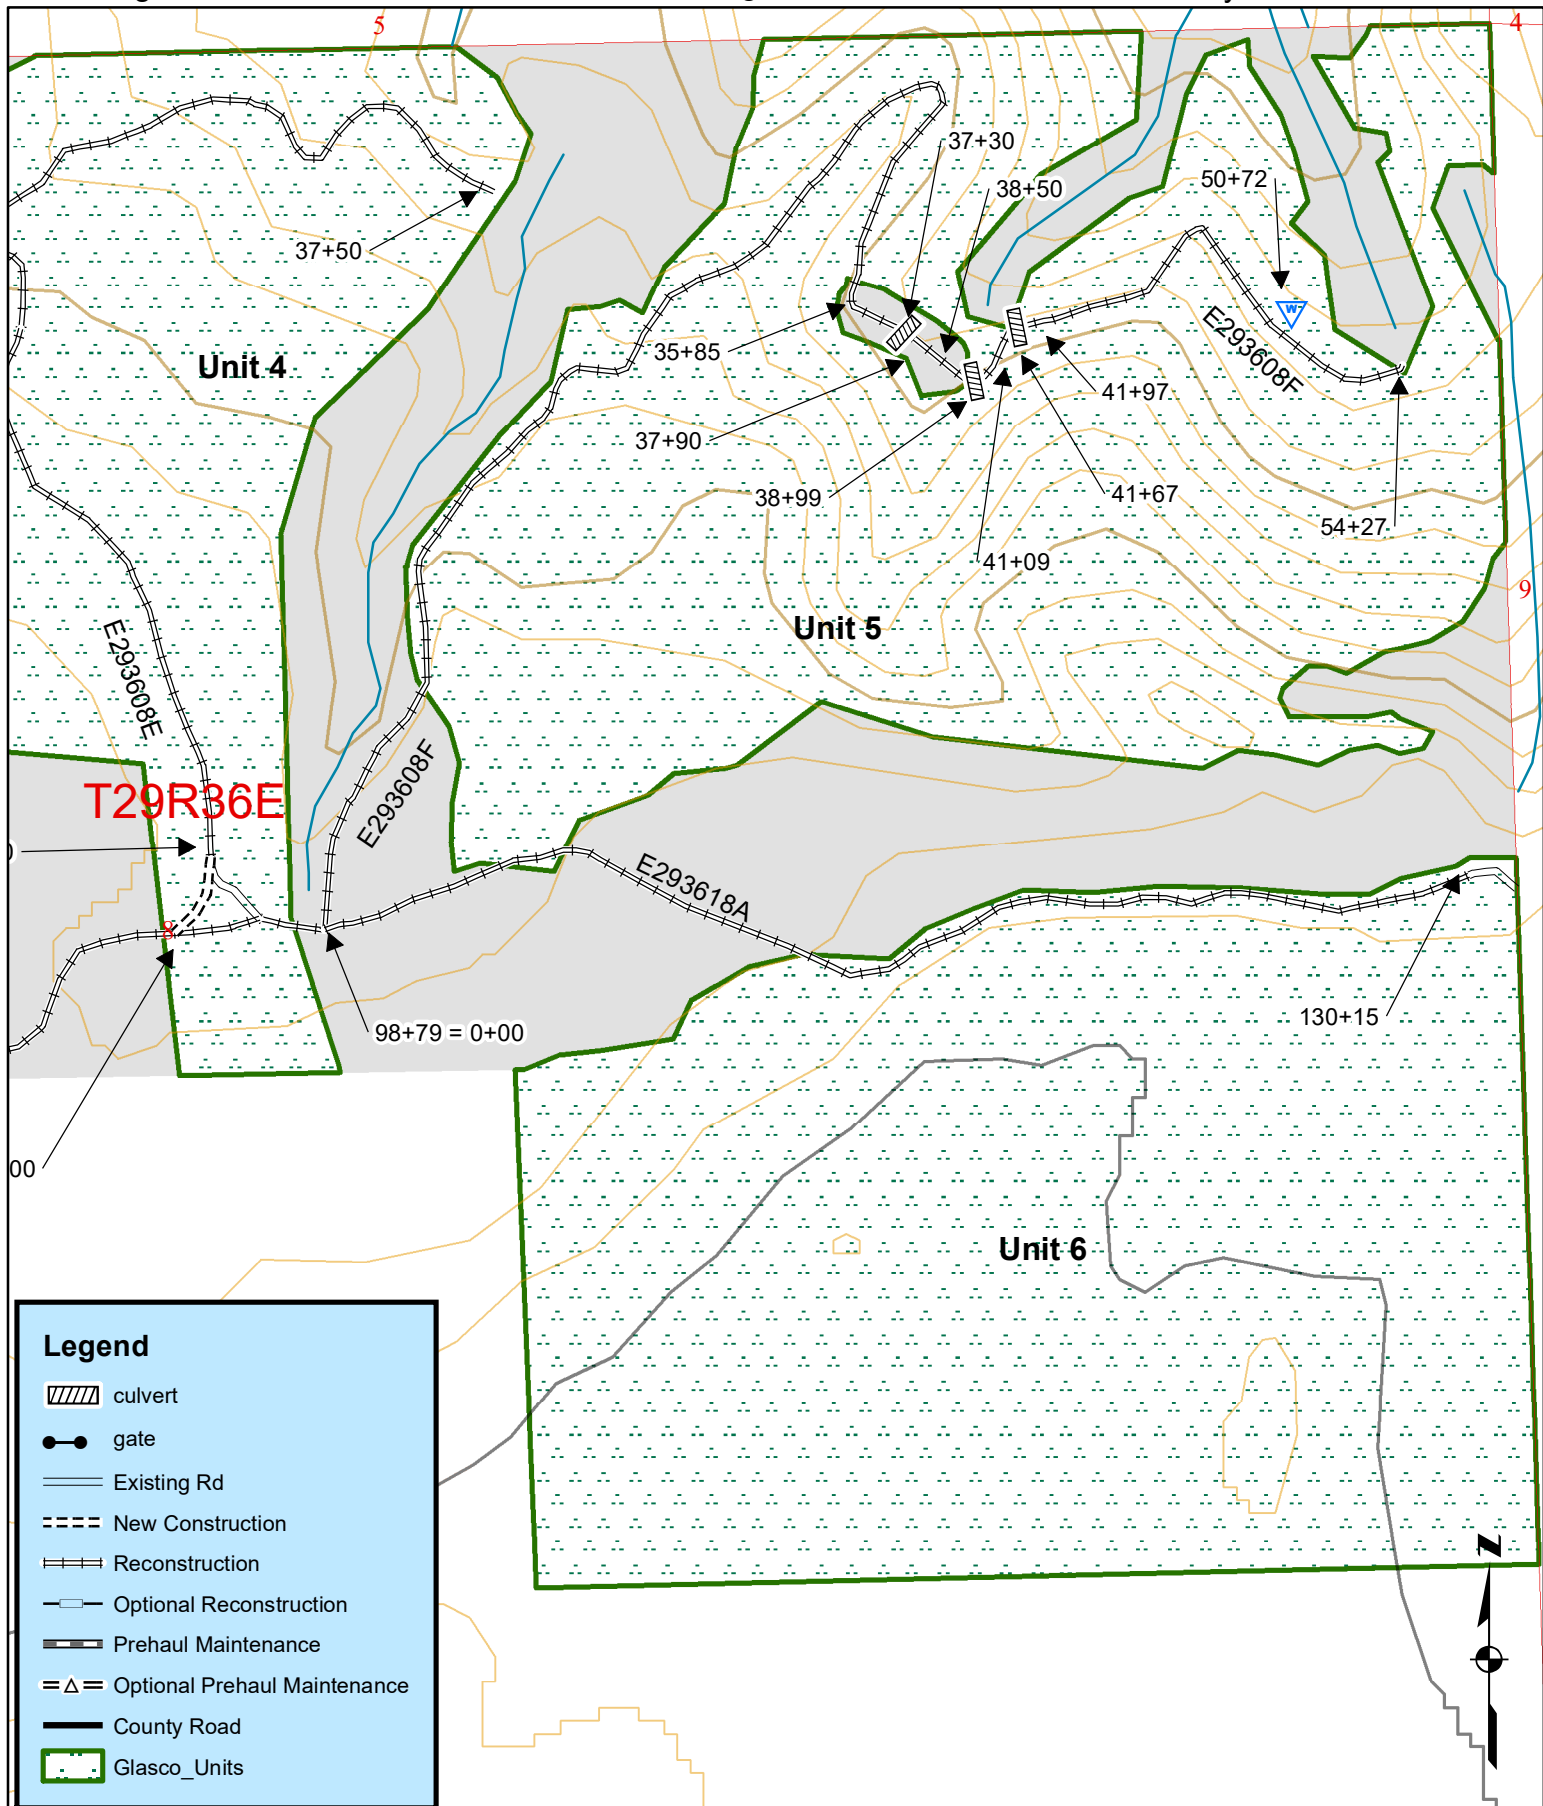 5
4
37+30
38+50
50+72
37+50
E293608F
35+85
Unit 4
41+97
37+90
38+99
41+67
54+27
41+09
9
Unit 5
E293608E
E293608F
T29R36E
E293618A
8
130+15
98+79 = 0+00
00
Unit 6
Legend
culvert
gate
Existing Rd
New Construction
Reconstruction
Optional Reconstruction
Prehaul Maintenance
Optional Prehaul Maintenance
County Road
Glasco_Units
W
N